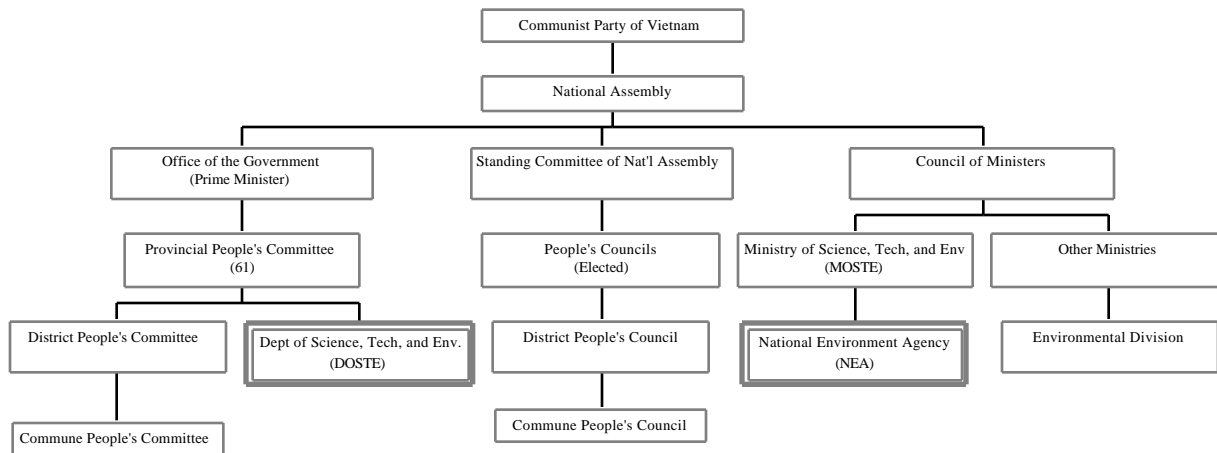 Communist Party of Vietnam
National Assembly
Office of the Government
(Prime Minister)
Standing Committee of Nat'l Assembly
Council of Ministers
Provincial People's Committee
(61)
People's Councils
(Elected)
Ministry of Science, Tech, and Env
(MOSTE)
Other Ministries
District People's Committee
Dept of Science, Tech, and Env.
(DOSTE)
District People's Council
National Environment Agency
(NEA)
Environmental Division
Commune People's Committee
Commune People's Council